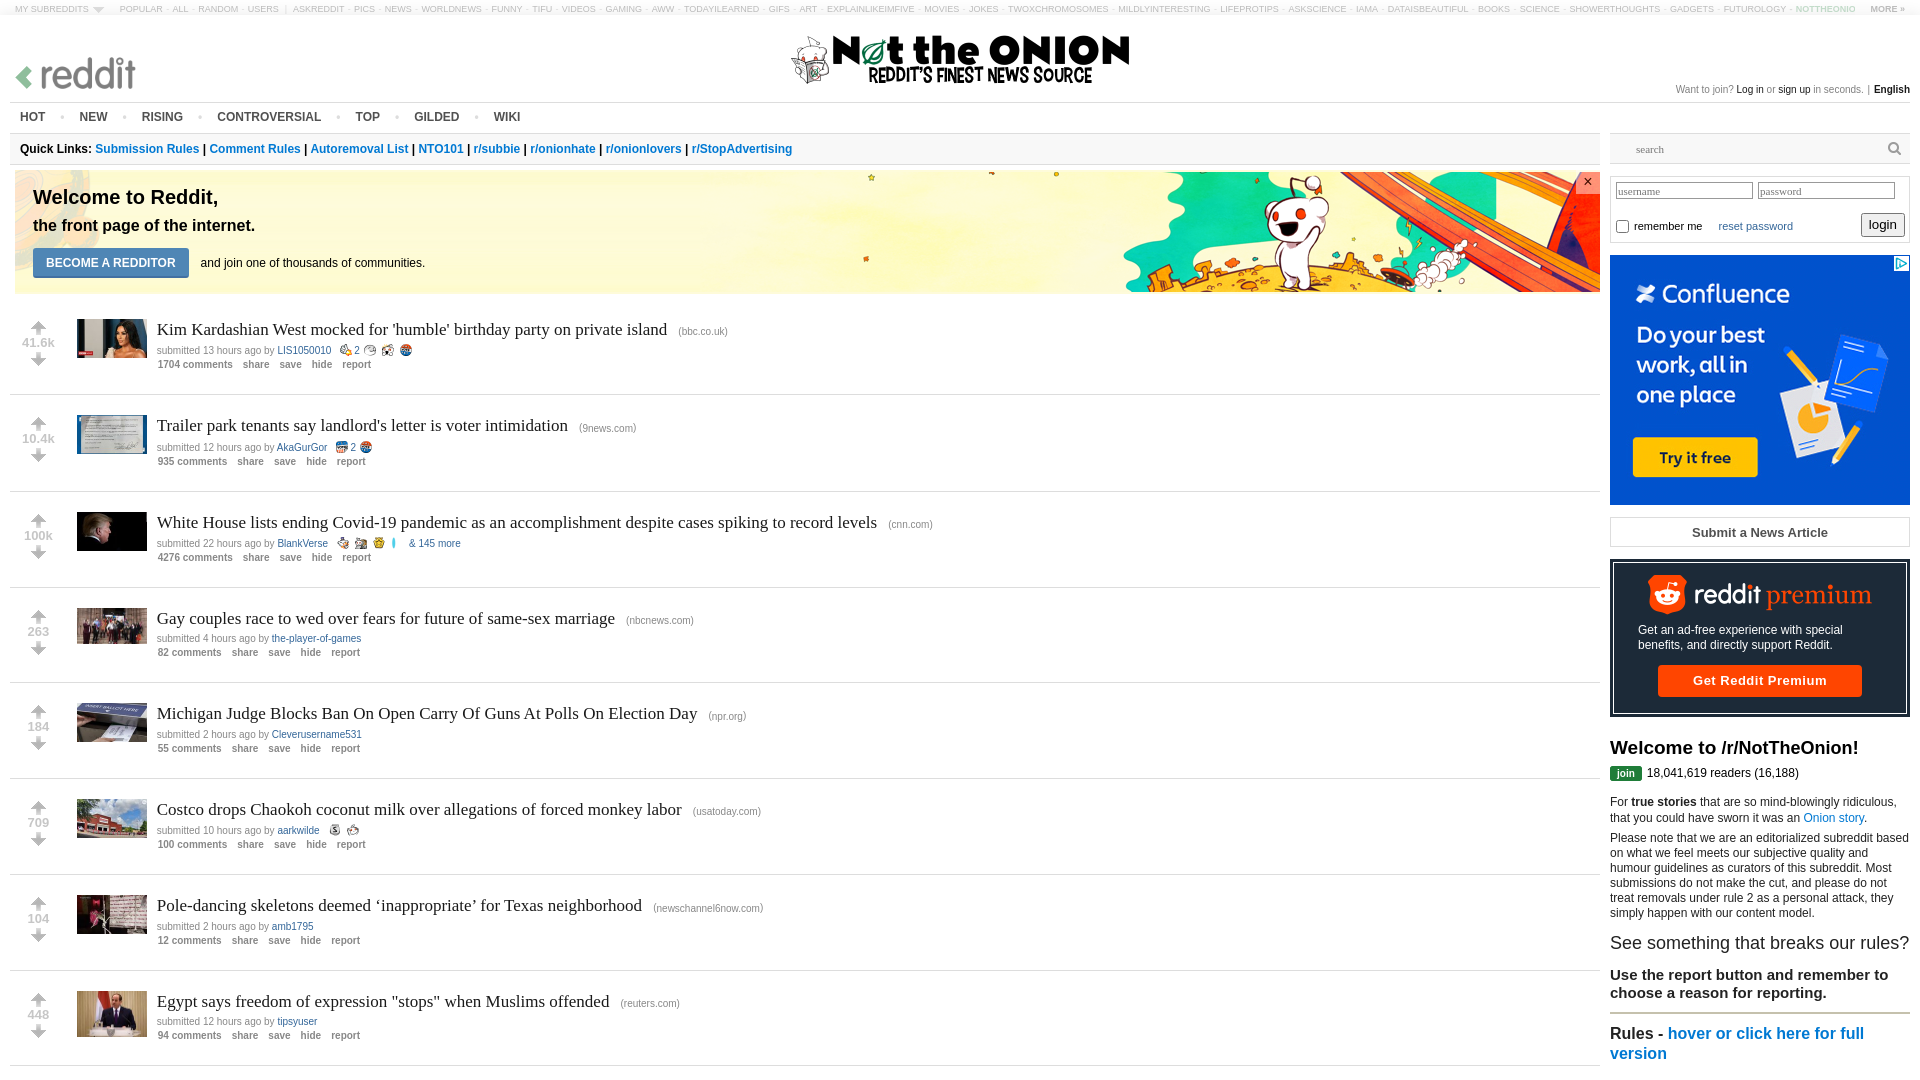 MY SUBREDDITS POPULAR - ALL - RANDOM - USERS | ASKREDDIT - PICS - NEWS - WORLDNEWS - FUNNY - TIFU - VIDEOS - GAMING - AWW - TODAYILEARNED - GIFS - ART - EXPLAINLIKEIMFIVE - MOVIES - JOKES - TWOXCHROMOSOMES - MILDLYINTERESTING - LIFEPROTIPS - ASKSCIENCE - IAMA - DATAISBEAUTIFUL - BOOKS - SCIENCE - SHOWERTHOUGHTS - GADGETS - FUTUROLOGY - NOTTHEONION MORE »
reddit
Not the ONION
REDDIT'S FINEST NEWS SOURCE
Want to join? Log in or sign up in seconds. | English
HOT • NEW • RISING • CONTROVERSIAL • TOP • GILDED • WIKI
Quick Links: Submission Rules | Comment Rules | Autoremoval List | NTO101 | r/subbie | r/onionhate | r/onionlovers | r/StopAdvertising
Welcome to Reddit,
the front page of the internet.
BECOME A REDDITOR and join one of thousands of communities.
×
41.6k
Kim Kardashian West mocked for 'humble' birthday party on private island (bbc.co.uk)
submitted 13 hours ago by LIS1050010 2
1704 comments share save hide report
10.4k
Trailer park tenants say landlord's letter is voter intimidation (9news.com)
submitted 12 hours ago by AkaGurGor 2
935 comments share save hide report
100k
White House lists ending Covid-19 pandemic as an accomplishment despite cases spiking to record levels (cnn.com)
submitted 22 hours ago by BlankVerse & 145 more
4276 comments share save hide report
263
Gay couples race to wed over fears for future of same-sex marriage (nbcnews.com)
submitted 4 hours ago by the-player-of-games
82 comments share save hide report
184
Michigan Judge Blocks Ban On Open Carry Of Guns At Polls On Election Day (npr.org)
submitted 2 hours ago by Cleverusername531
55 comments share save hide report
709
Costco drops Chaokoh coconut milk over allegations of forced monkey labor (usatoday.com)
submitted 10 hours ago by aarkwilde
100 comments share save hide report
104
Pole-dancing skeletons deemed ‘inappropriate’ for Texas neighborhood (newschannel6now.com)
submitted 2 hours ago by amb1795
12 comments share save hide report
448
Egypt says freedom of expression "stops" when Muslims offended (reuters.com)
submitted 12 hours ago by tipsyuser
94 comments share save hide report
search
username password
remember me reset password login
Confluence
Do your best
work, all in
one place
Try it free
Submit a News Article
reddit premium
Get an ad-free experience with special
benefits, and directly support Reddit.
Get Reddit Premium
Welcome to /r/NotTheOnion!
join 18,041,619 readers (16,188)
For true stories that are so mind-blowingly ridiculous,
that you could have sworn it was an Onion story.
Please note that we are an editorialized subreddit based
on what we feel meets our subjective quality and
humour guidelines as curators of this subreddit. Most
submissions do not make the cut, and please do not
treat removals under rule 2 as a personal attack, they
simply happen with our content model.
See something that breaks our rules?
Use the report button and remember to
choose a reason for reporting.
Rules - hover or click here for full
version